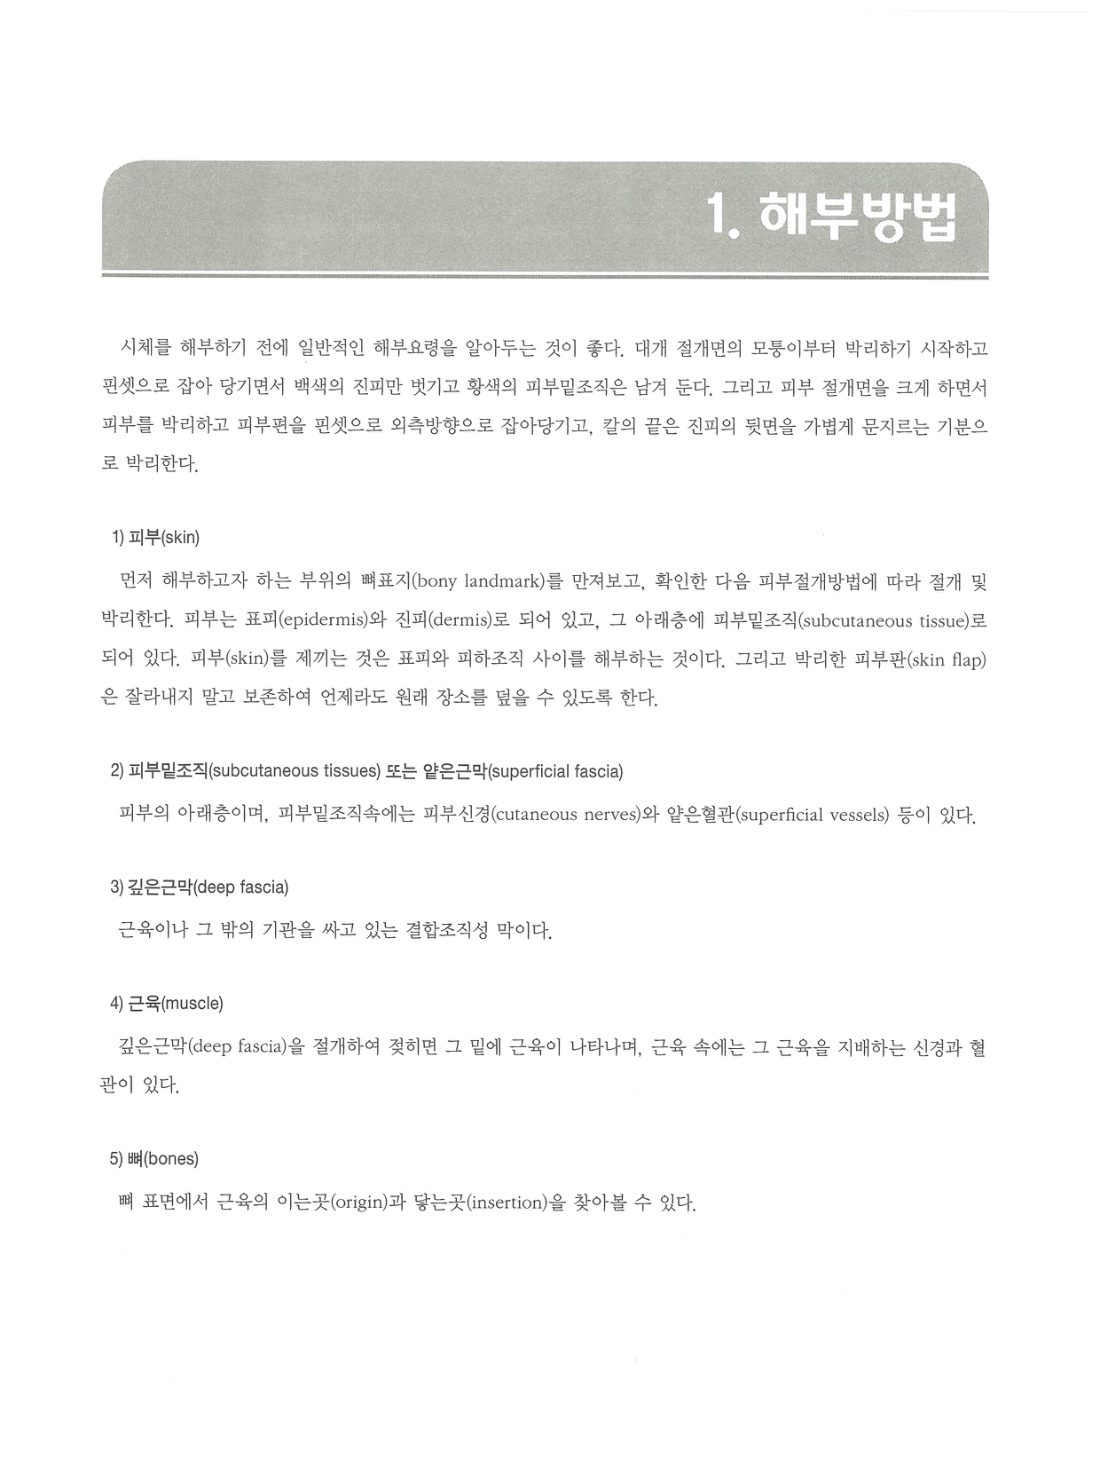 1. 해부방법
시체를 해부하기 전에 일반적인 해부요령을 알아두는 것이 좋다. 대개 절개면의 모퉁이부터 박리하기 시작하고
핀셋으로 잡아 당기면서 백색의 진피만 벗기고 황색의 피부밑조직은 남겨 둔다. 그리고 피부 절개면을 크게 하면서
피부를 박리하고 피부편을 핀셋으로 외측방향으로 잡아당기고, 칼의 끝은 진피의 뒷면을 가볍게 문지르는 기분으
로 박리한다.
1) 피부(skin)
먼저 해부하고자 하는 부위의 뼈표지(bony landmark)를 만져보고, 확인한 다음 피부절개방법에 따라 절개 및
박리한다. 피부는 표피(epidermis)와 진피(dermis)로 되어 있고, 그 아래층에 피부밑조직(subcutaneous tissue)로
되어 있다. 피부(skin)를 제끼는 것은 표피와 피하조직 사이를 해부하는 것이다. 그리고 박리한 피부판(skin flap)
은 잘라내지 말고 보존하여 언제라도 원래 장소를 덮을 수 있도록 한다.
2) 피부밑조직(subcutaneous tissues) 또는 얕은근막(superficial fascia)
피부의 아래층이며, 피부밑조직속에는 피부신경(cutaneous nerves)와 얕은혈관(superficial vessels) 등이 있다.
3) 깊은근막(deep fascia)
근육이나 그 밖의 기관을 싸고 있는 결합조직성 막이다.
4) 근육(muscle)
깊은근막(deep fascia)을 절개하여 젖히면 그 밑에 근육이 나타나며, 근육 속에는 그 근육을 지배하는 신경과 혈
관이 있다.
5) 뼈(bones)
뼈 표면에서 근육의 이는곳(origin)과 닿는곳(insertion)을 찾아볼 수 있다.